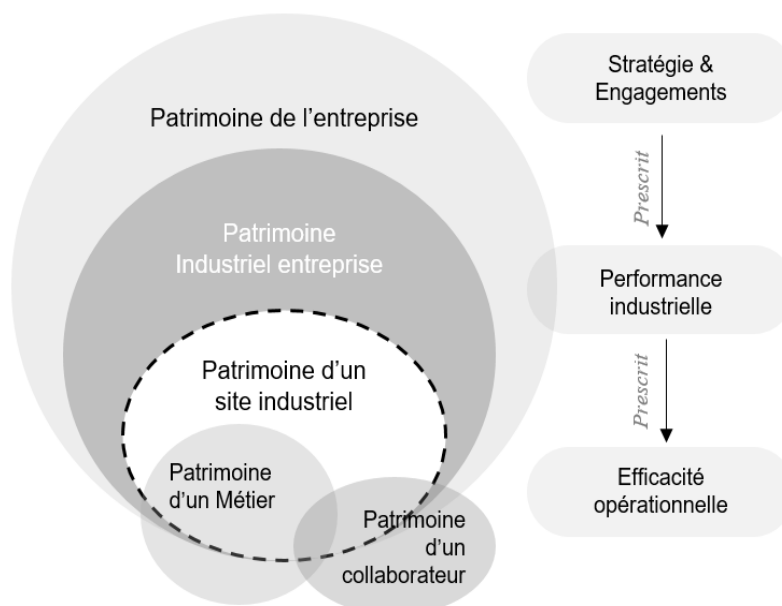 Patrimoine de l’entreprise
Patrimoine
Industriel entreprise
Patrimoine d’un
site industriel
Patrimoine
d’un Métier
Patrimoine
d’un
collaborateur
Stratégie &
Engagements
Prescrit
Performance
industrielle
Prescrit
Efficacité
opérationnelle